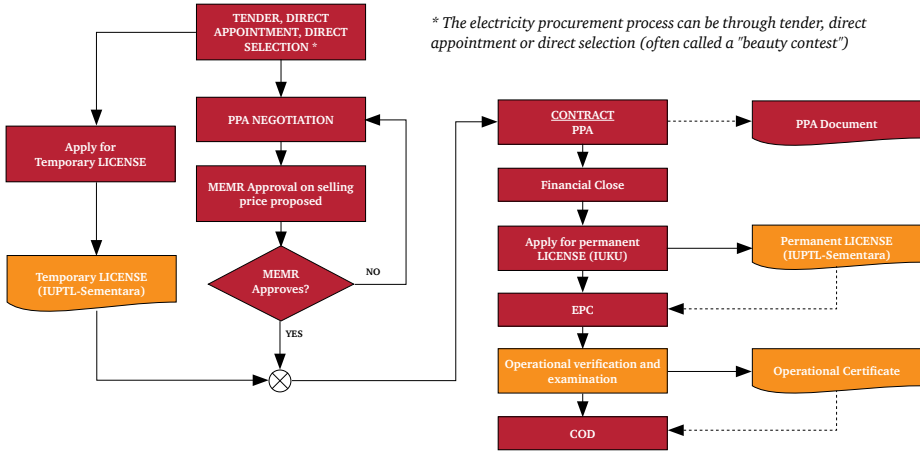 TENDER, DIRECT
APPOINTMENT, DIRECT
SELECTION *
* The electricity procurement process can be through tender, direct
appointment or direct selection (often called a "beauty contest")
Apply for
Temporary LICENSE
Temporary LICENSE
(IUPTL-Sementara)
PPA NEGOTIATION
MEMR Approval on selling
price proposed
MEMR
Approves?
NO
YES
CONTRACT
PPA
PPA Document
Financial Close
Apply for permanent
LICENSE (IUKU)
Permanent LICENSE
(IUPTL-Sementara)
EPC
Operational verification and
examination
Operational Certificate
COD